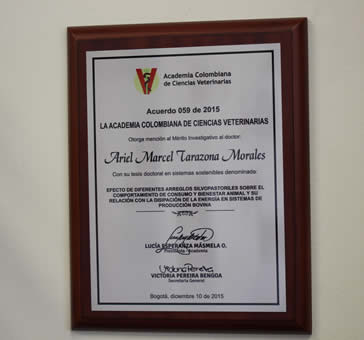 Academia Colombiana
de Ciencias Veterinarias
Acuerdo 059 de 2015
LA ACADEMIA COLOMBIANA DE CIENCIAS VETERINARIAS
Otorga mención al Mérito Investigativo al doctor:
Ariel Marcel Tarazona Morales
Con su tesis doctoral en sistemas sostenibles denominada:
EFECTO DE DIFERENTES ARREGLOS SILVOPASTORILES SOBRE EL
COMPORTAMIENTO DE CONSUMO Y BIENESTAR ANIMAL Y SU
RELACIÓN CON LA DISIPACIÓN DE LA ENERGÍA EN SISTEMAS DE
PRODUCCIÓN BOVINA
LUCÍA ESPERANZA MÁSMELA O.
Presidente Academia
VICTORIA PEREIRA BENGOA
Secretaria General
Bogotá, diciembre 10 de 2015